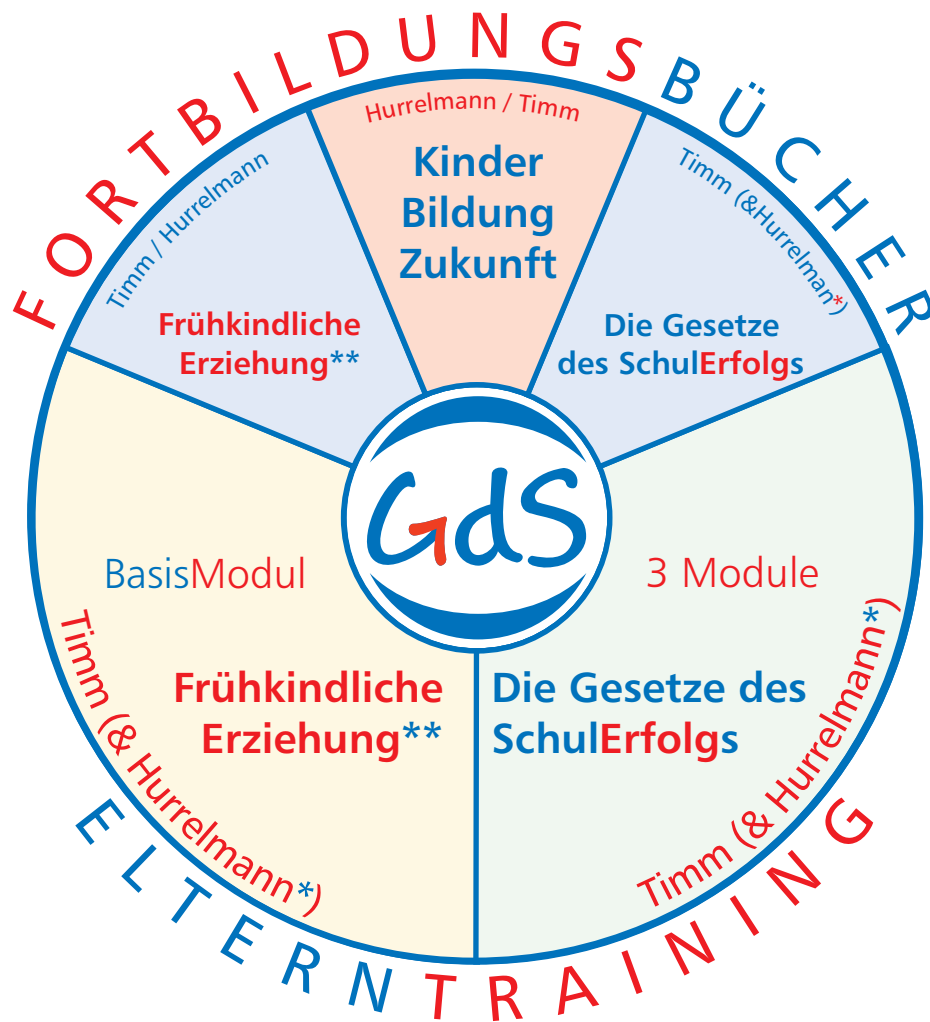 FORTBILDUNGSBÜCHER
Hurrelmann / Timm
Kinder
Bildung
Zukunft
Timm / Hurrelmann
Frühkindliche
Erziehung**
Timm (&Hurrelman*)
Die Gesetze
des SchulErfolgs
GdS
BasisModul
Frühkindliche
Erziehung**
Timm (& Hurrelmann*)
3 Module
Die Gesetze des
SchulErfolgs
Timm (& Hurrelmann*)
ELTERNTRAINING